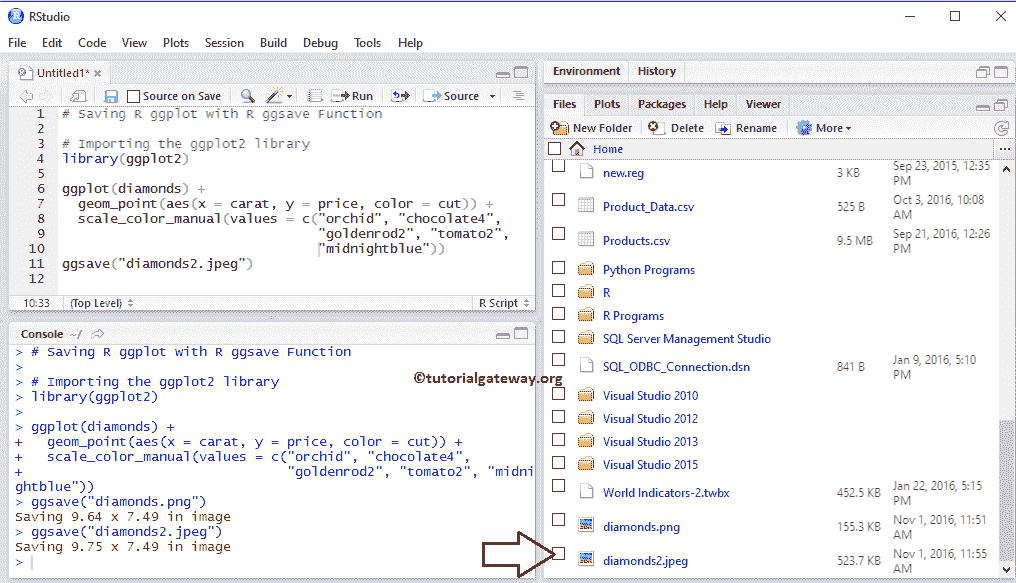 RStudio
File Edit Code View Plots Session Build Debug Tools Help
Untitled1*
Source on Save Run Source
1 # Saving R ggplot with R ggsave Function
2
3 # Importing the ggplot2 library
4 library(ggplot2)
5
6 ggplot(diamonds) +
7   geom_point(aes(x = carat, y = price, color = cut)) +
8   scale_color_manual(values = c("orchid", "chocolate4",
9                                 "goldenrod2", "tomato2",
10                                "midnightblue"))
11 ggsave("diamonds2.jpeg")
12
10:33 (Top Level) R Script
Console ~/
> # Saving R ggplot with R ggsave Function
>
> # Importing the ggplot2 library
> library(ggplot2)
>
> ggplot(diamonds) +
+   geom_point(aes(x = carat, y = price, color = cut)) +
+   scale_color_manual(values = c("orchid", "chocolate4",
+                                 "goldenrod2", "tomato2", "midni
ghtblue"))
> ggsave("diamonds.png")
Saving 9.64 x 7.49 in image
> ggsave("diamonds2.jpeg")
Saving 9.75 x 7.49 in image
>
©tutorialgateway.org
Environment History
Files Plots Packages Help Viewer
New Folder Delete Rename More
Home ...
new.reg 3 KB Sep 23, 2015, 12:35
PM
Product_Data.csv 525 B Oct 3, 2016, 10:08
AM
Products.csv 9.5 MB Sep 21, 2016, 12:26
PM
Python Programs
R
R Programs
SQL Server Management Studio
SQL_ODBC_Connection.dsn 841 B Jan 9, 2016, 5:10
PM
Visual Studio 2010
Visual Studio 2012
Visual Studio 2013
Visual Studio 2015
World Indicators-2.twbx 452.5 KB Jan 22, 2016, 5:15
PM
diamonds.png 155.3 KB Nov 1, 2016, 11:51
AM
diamonds2.jpeg 523.7 KB Nov 1, 2016, 11:55
AM